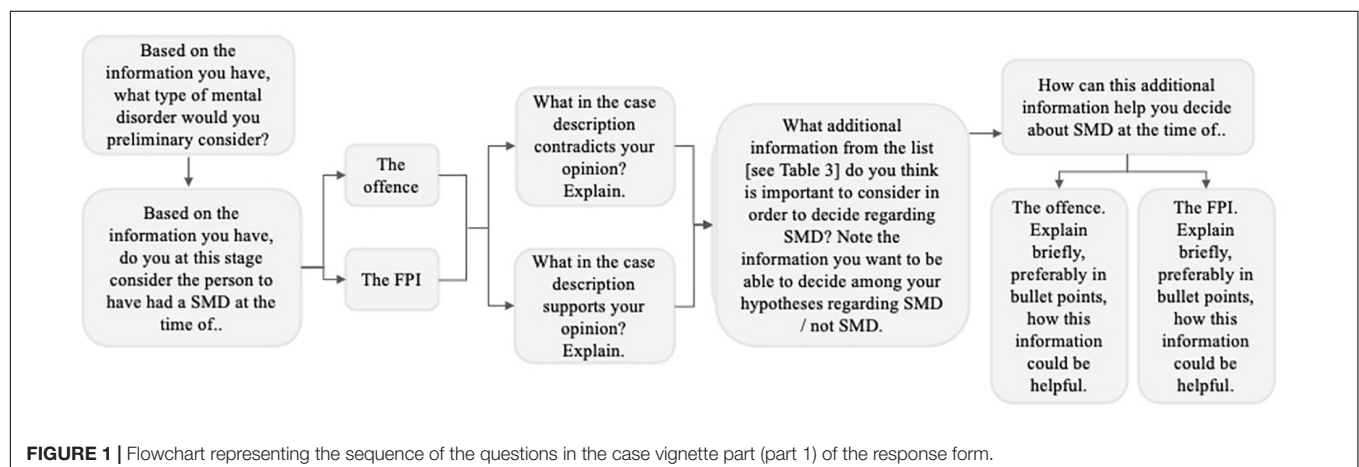 Based on the
information you have,
what type of mental
disorder would you
preliminary consider?
Based on the
information you have,
do you at this stage
consider the person to
have had a SMD at the
time of..
The
offence
The FPI
What in the case
description
contradicts your
opinion?
Explain.
What in the case
description
supports your
opinion?
Explain.
What additional
information from the list
[see Table 3] do you think
is important to consider in
order to decide regarding
SMD? Note the
information you want to be
able to decide among your
hypotheses regarding SMD
/ not SMD.
How can this additional
information help you decide
about SMD at the time of..
The offence.
Explain
briefly,
preferably in
bullet points,
how this
information
could be
helpful.
The FPI.
Explain
briefly,
preferably in
bullet points,
how this
information
could be
helpful.
FIGURE 1 | Flowchart representing the sequence of the questions in the case vignette part (part 1) of the response form.